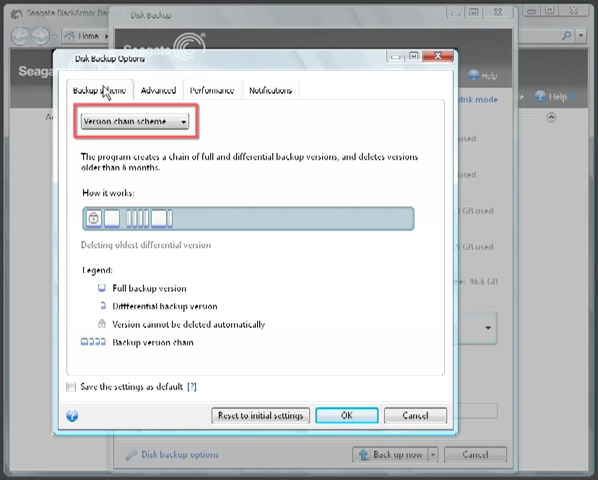 Seagate BlackArmor Ba
Disk Backup
Home
Seagate
Seaga
Help
Help
disk mode
used
GB used
GB used
96.6 GB
Disk Backup Options
Backup scheme
Advanced
Performance
Notifications
Version chain scheme
The program creates a chain of full and differential backup versions, and deletes versions
older than 6 months.
How it works:
Deleting oldest differential version
Legend:
Full backup version
Diffferential backup version
Version cannot be deleted automatically
Backup version chain
Save the settings as default [?]
Reset to initial settings
OK
Cancel
Disk backup options
Back up now
Cancel